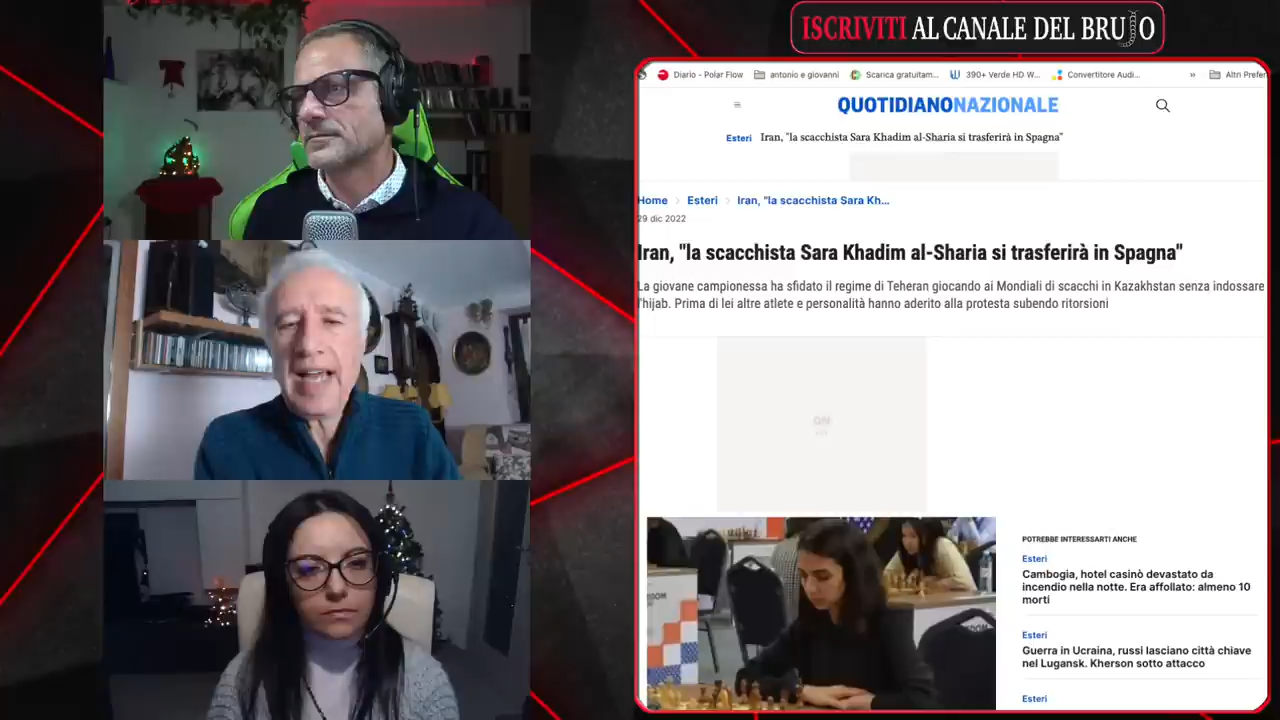 ISCRIVITI AL CANALE DEL BRUJO
Diario - Polar Flow
antonio e giovanni
Scarica gratuitam...
390+ Verde HD W...
Convertitore Audi...
»
Altri Prefer
QUOTIDIANONAZIONALE
Esteri Iran, "la scacchista Sara Khadim al-Sharia si trasferirà in Spagna"
Home > Esteri > Iran, "la scacchista Sara Kh...
29 dic 2022
Iran, "la scacchista Sara Khadim al-Sharia si trasferirà in Spagna"
La giovane campionessa ha sfidato il regime di Teheran giocando ai Mondiali di scacchi in Kazakhstan senza indossare
l'hijab. Prima di lei altre atlete e personalità hanno aderito alla protesta subendo ritorsioni
QN
POTREBBE INTERESSARTI ANCHE
Esteri
Cambogia, hotel casinò devastato da
incendio nella notte. Era affollato: almeno 10
morti
Esteri
Guerra in Ucraina, russi lasciano città chiave
nel Lugansk. Kherson sotto attacco
Esteri